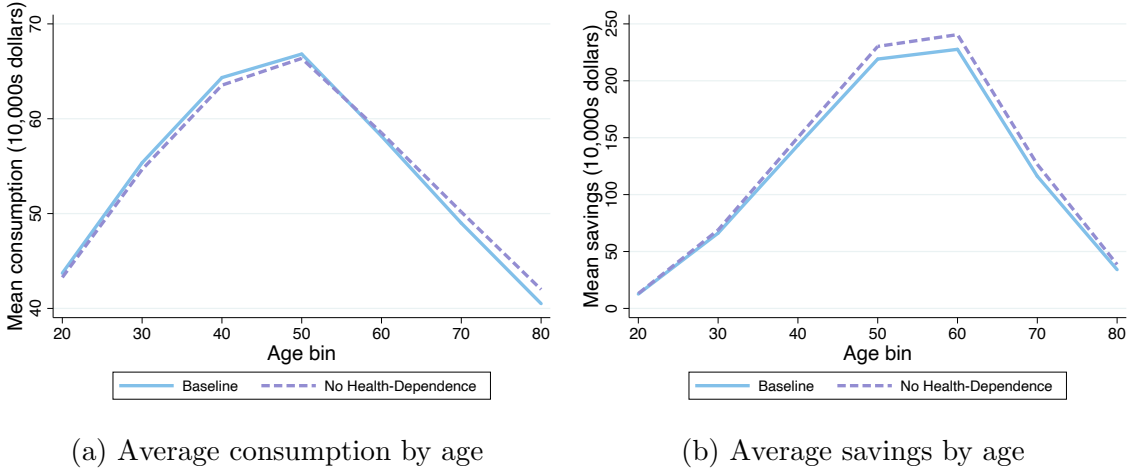 Mean consumption (10,000s dollars)
70
60
50
40
20 30 40 50 60 70 80
Age bin
Baseline No Health-Dependence
(a) Average consumption by age
Mean savings (10,000s dollars)
250
200
150
100
50
0
20 30 40 50 60 70 80
Age bin
Baseline No Health-Dependence
(b) Average savings by age